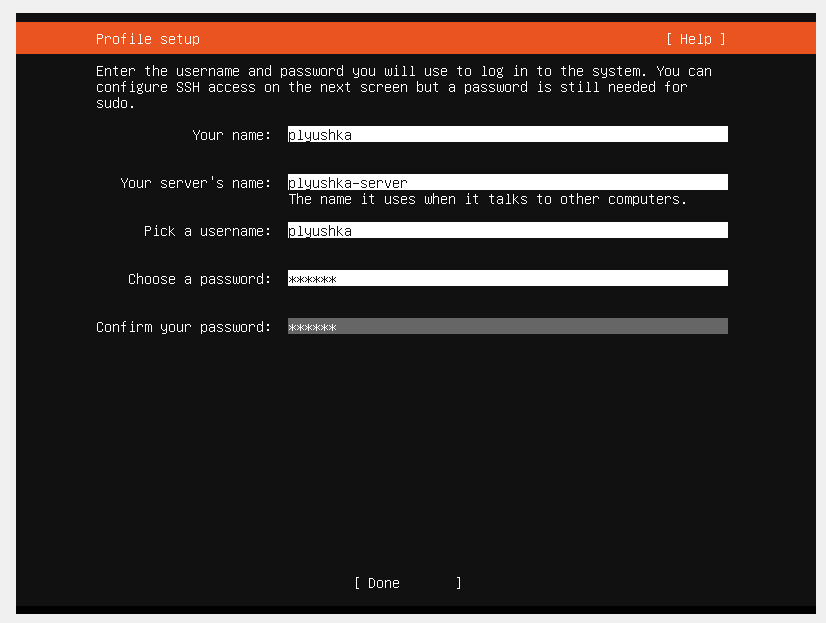 Profile setup [ Help ]
Enter the username and password you will use to log in to the system. You can
configure SSH access on the next screen but a password is still needed for
sudo.
Your name: plyushka
Your server's name: plyushka-server
The name it uses when it talks to other computers.
Pick a username: plyushka
Choose a password: ******
Confirm your password: ******
[ Done ]